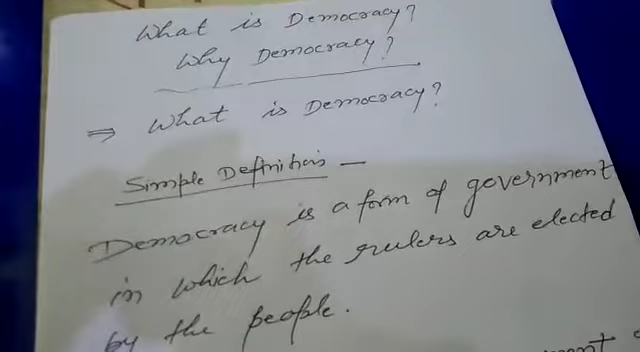 What is Democracy?
Why Democracy?
⇒ What is Democracy?
Simple Definition —
Democracy is a form of government
in which the rulers are elected
by the people.